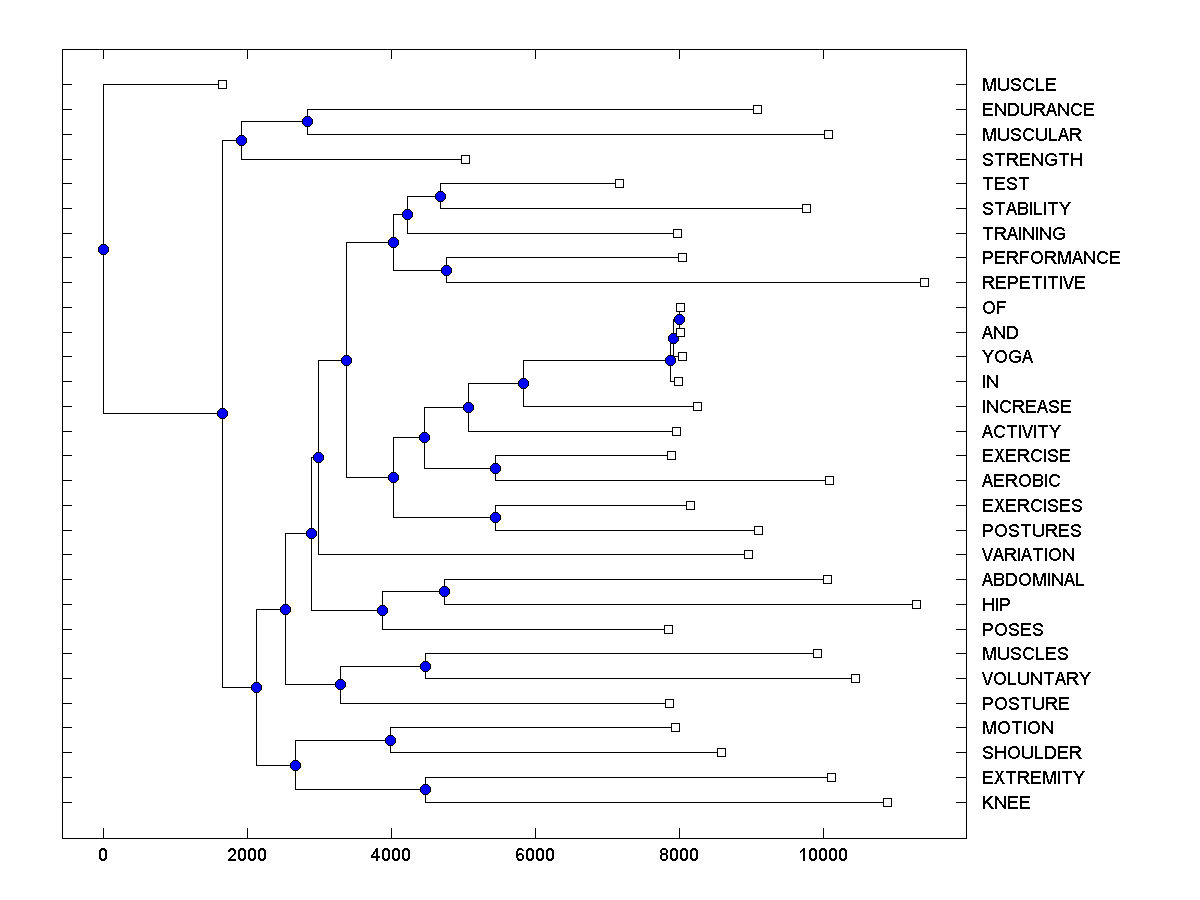 MUSCLE
ENDURANCE
MUSCULAR
STRENGTH
TEST
STABILITY
TRAINING
PERFORMANCE
REPETITIVE
OF
AND
YOGA
IN
INCREASE
ACTIVITY
EXERCISE
AEROBIC
EXERCISES
POSTURES
VARIATION
ABDOMINAL
HIP
POSES
MUSCLES
VOLUNTARY
POSTURE
MOTION
SHOULDER
EXTREMITY
KNEE
0 2000 4000 6000 8000 10000